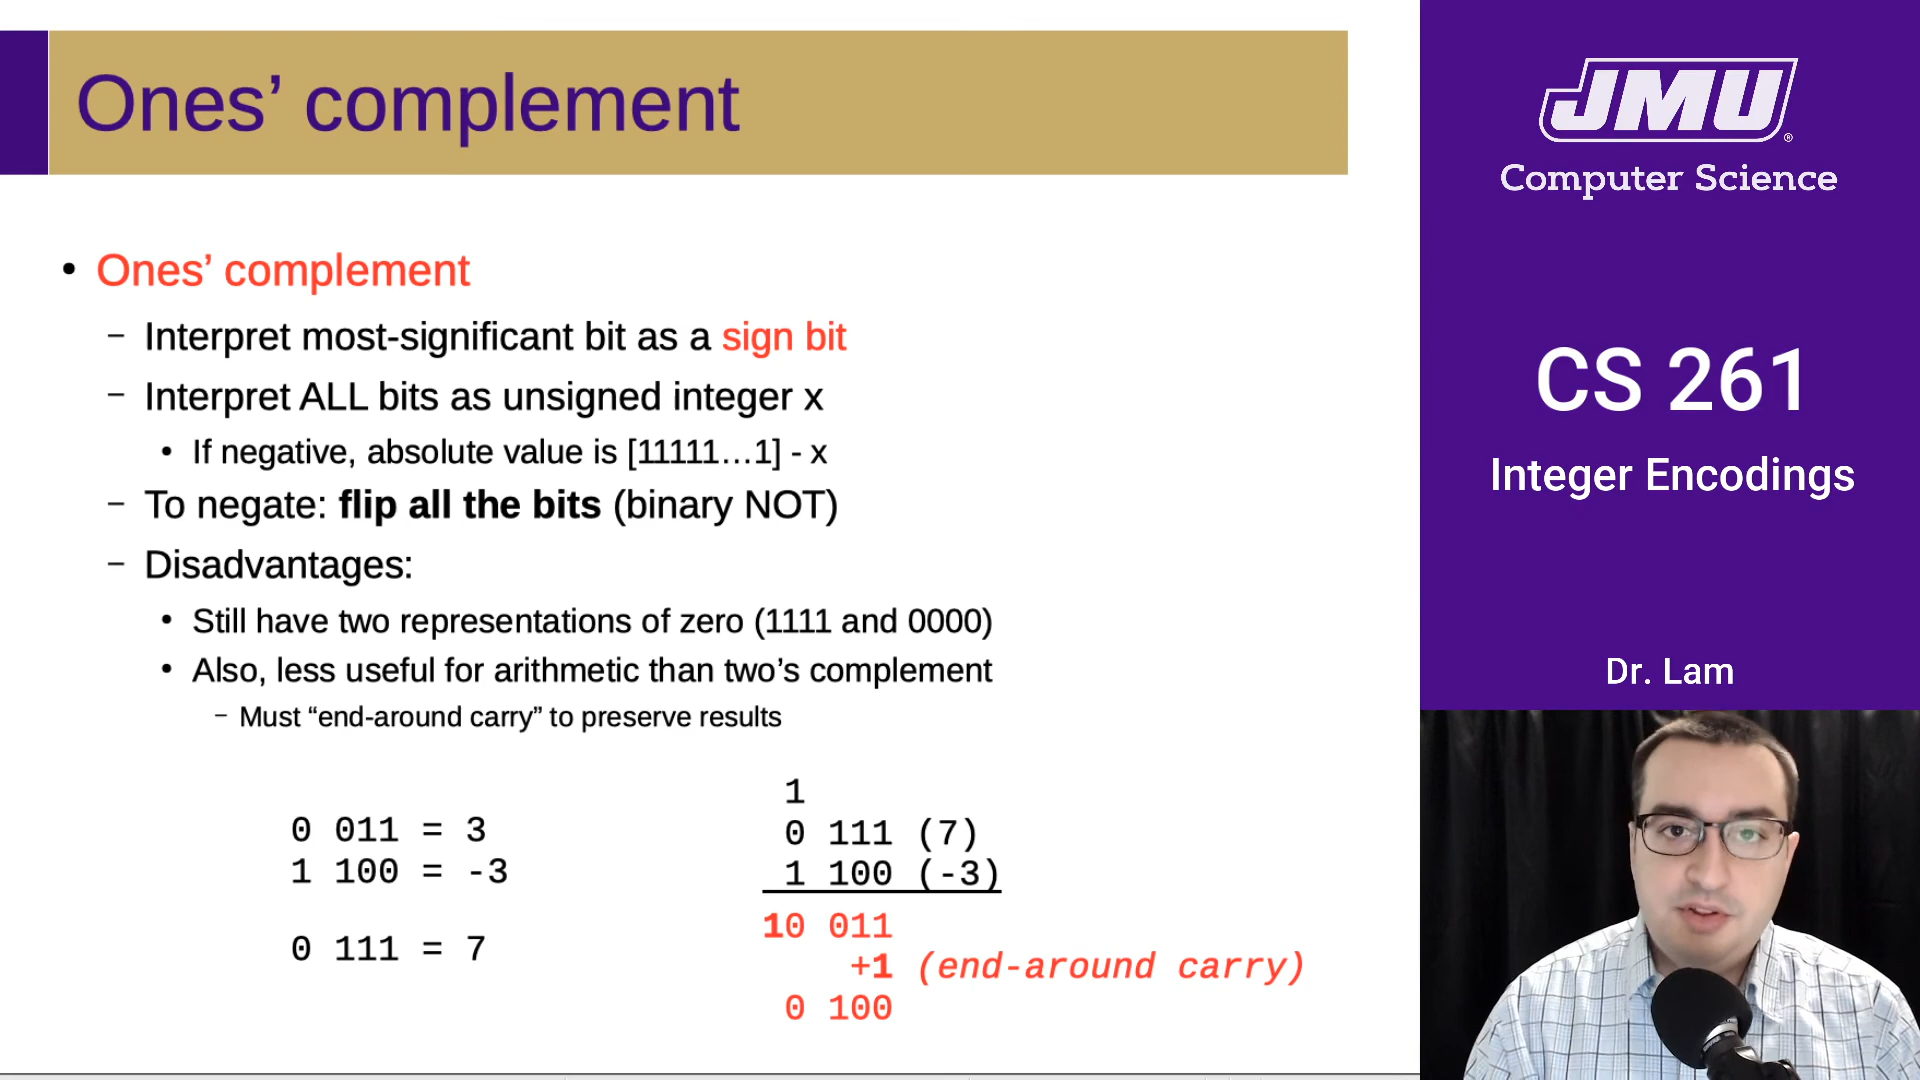 Ones’ complement
• Ones’ complement
– Interpret most-significant bit as a sign bit
– Interpret ALL bits as unsigned integer x
• If negative, absolute value is [11111…1] - x
– To negate: flip all the bits (binary NOT)
– Disadvantages:
• Still have two representations of zero (1111 and 0000)
• Also, less useful for arithmetic than two’s complement
– Must “end-around carry” to preserve results
0 011 = 3
1 100 = -3
0 111 = 7
1
0 111 (7)
1 100 (-3)
10 011
+1 (end-around carry)
0 100
JMU®
Computer Science
CS 261
Integer Encodings
Dr. Lam